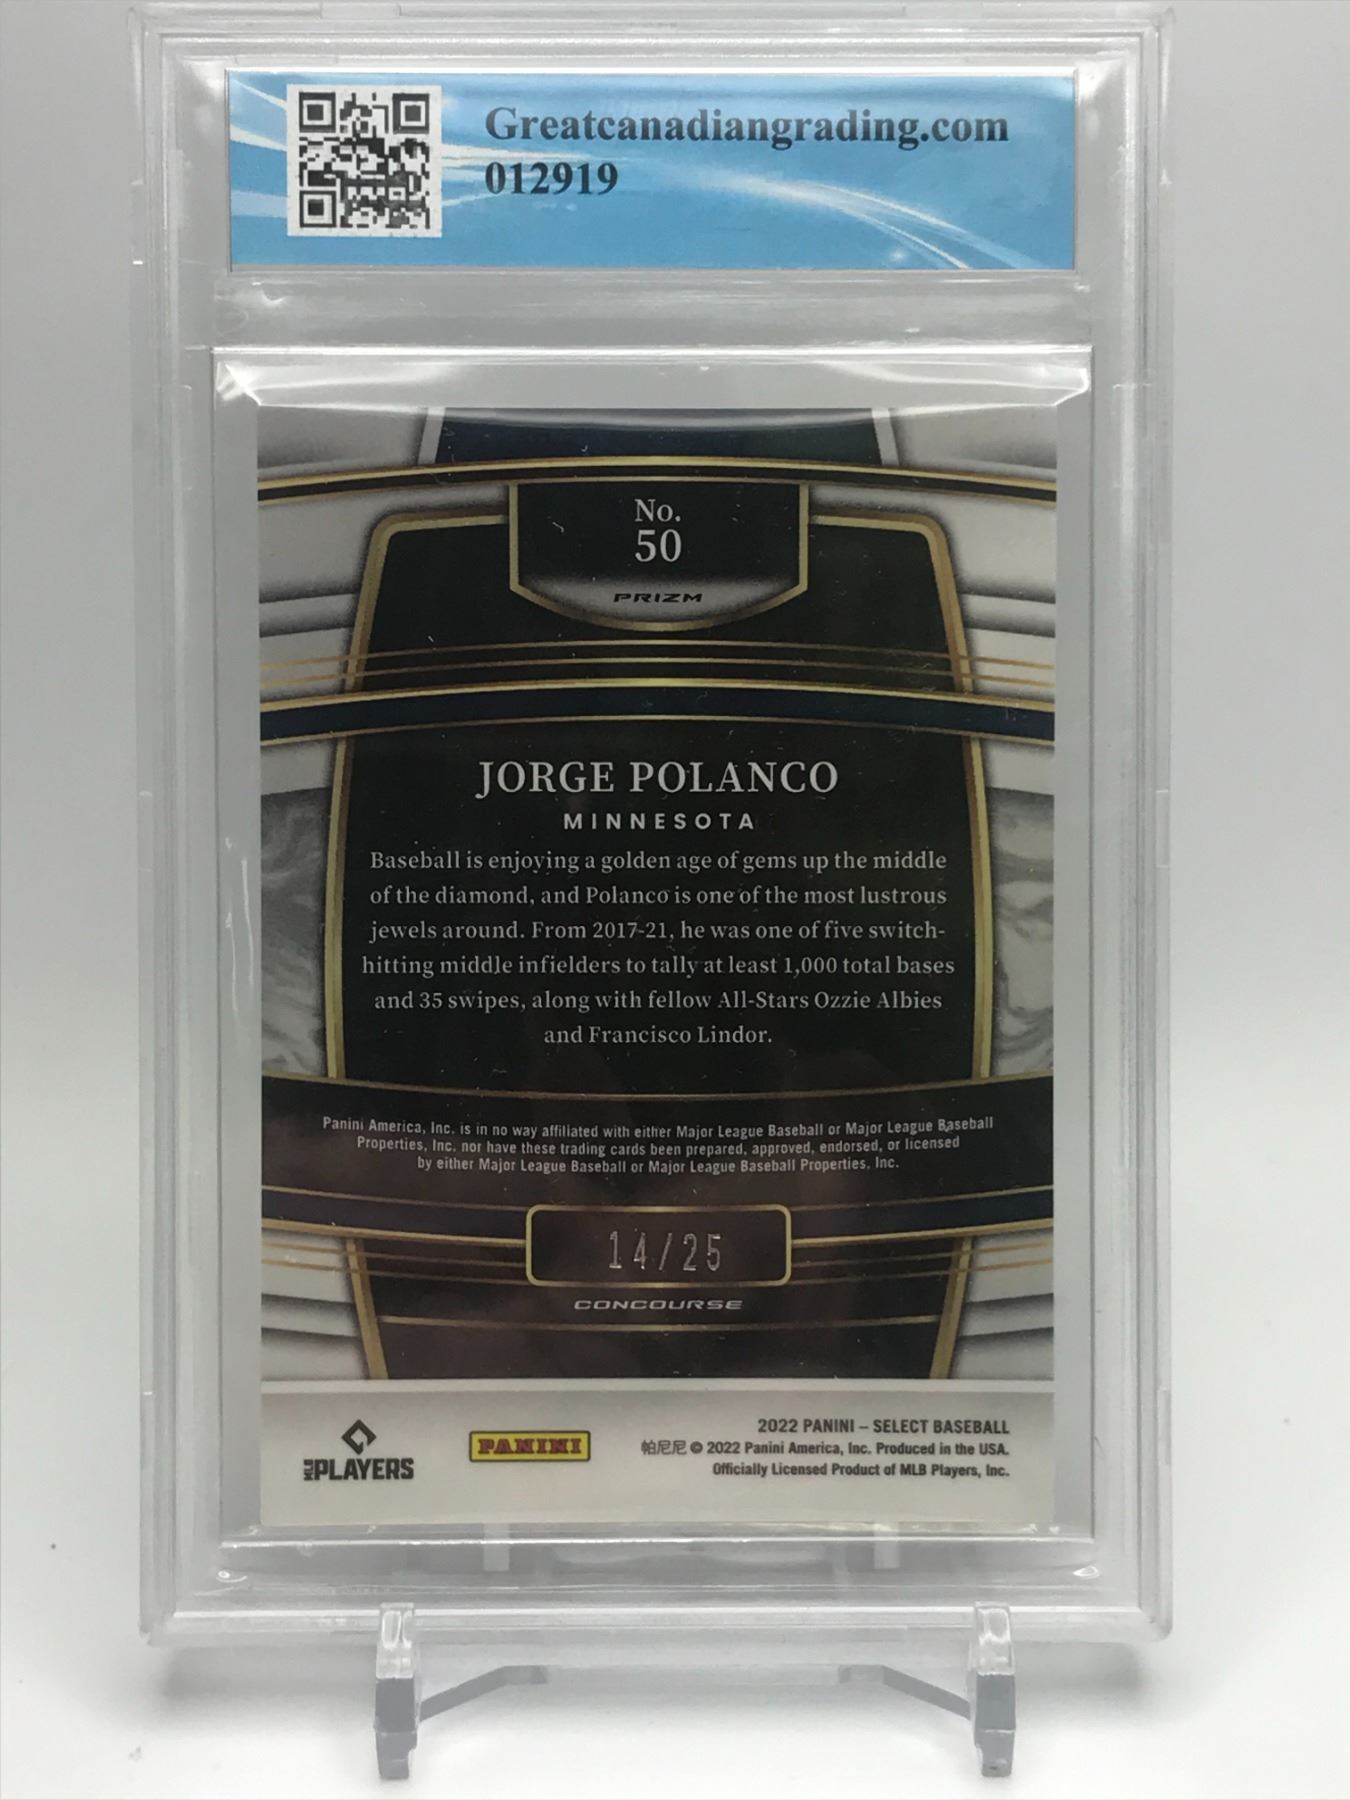 Greatcanadiangrading.com
012919
No.
50
PRIZM
JORGE POLANCO
MINNESOTA
Baseball is enjoying a golden age of gems up the middle
of the diamond, and Polanco is one of the most lustrous
jewels around. From 2017-21, he was one of five switch-
hitting middle infielders to tally at least 1,000 total bases
and 35 swipes, along with fellow All-Stars Ozzie Albies
and Francisco Lindor.
Panini America, Inc. is in no way affiliated with either Major League Baseball or Major League Baseball
Properties, Inc. nor have these trading cards been prepared, approved, endorsed, or licensed
by either Major League Baseball or Major League Baseball Properties, Inc.
14/25
CONCOURSE
MLB PLAYERS
PANINI
2022 PANINI – SELECT BASEBALL
帕尼尼 © 2022 Panini America, Inc. Produced in the USA.
Officially Licensed Product of MLB Players, Inc.